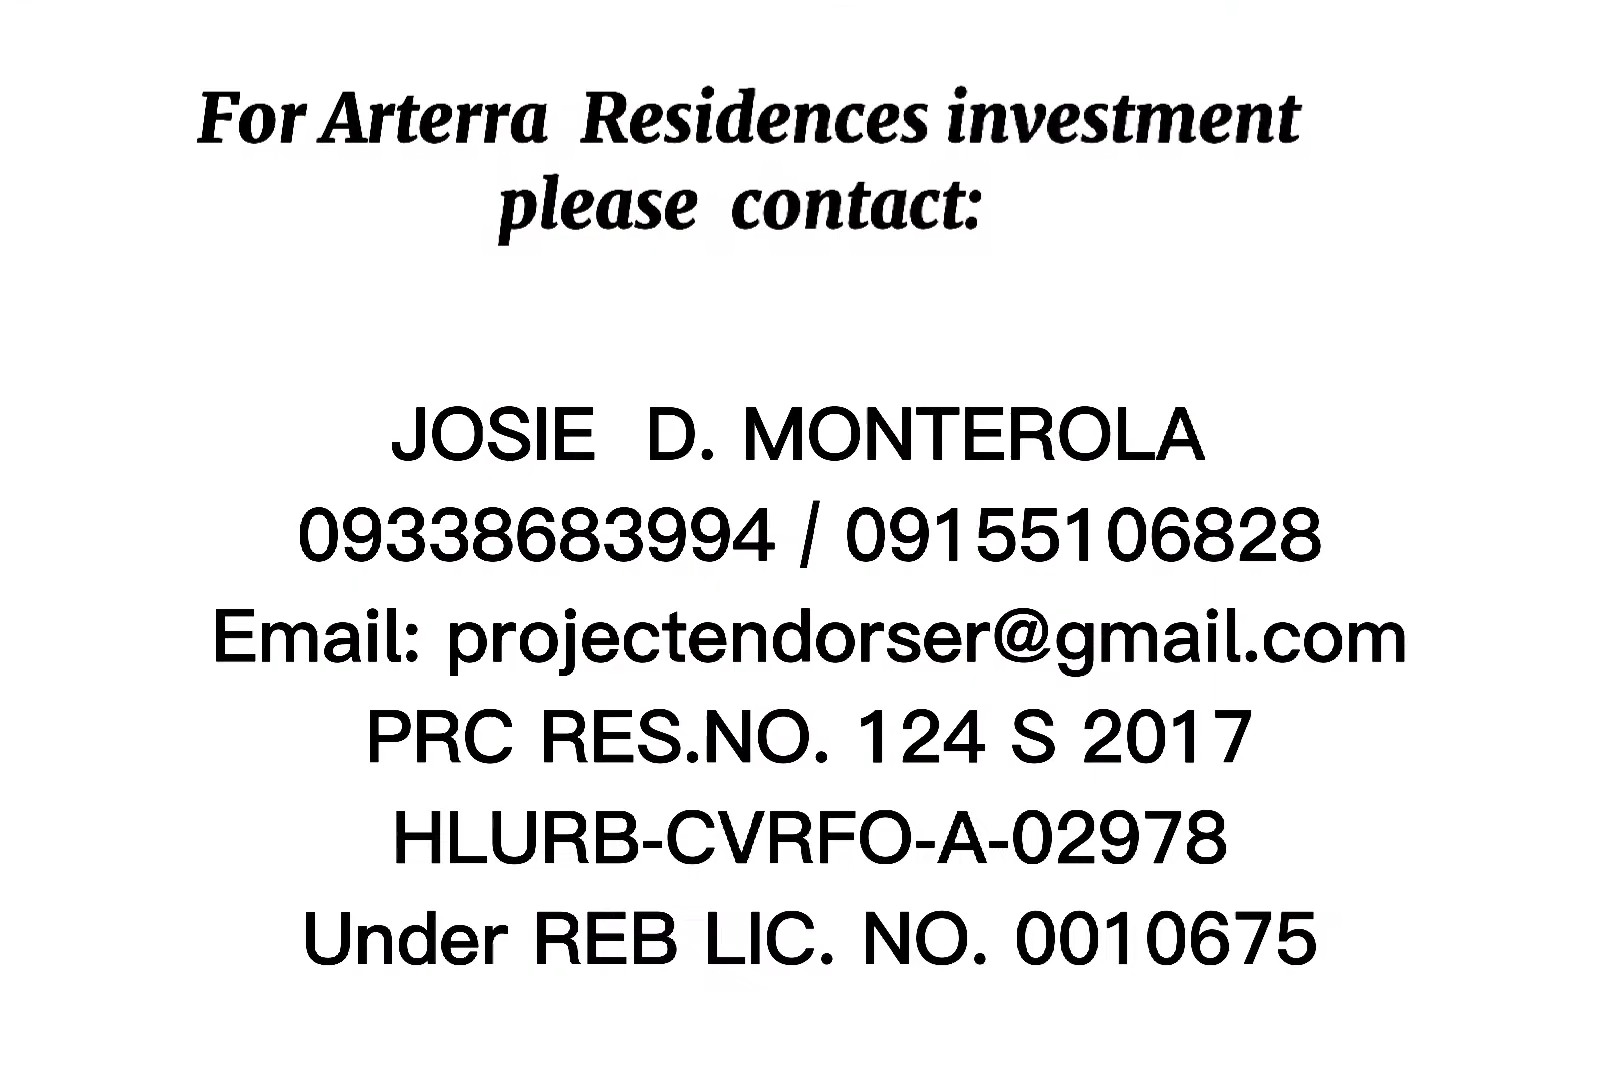 For Arterra Residences investment
please contact:
JOSIE D. MONTEROLA
09338683994 / 09155106828
Email: projectendorser@gmail.com
PRC RES.NO. 124 S 2017
HLURB-CVRFO-A-02978
Under REB LIC. NO. 0010675